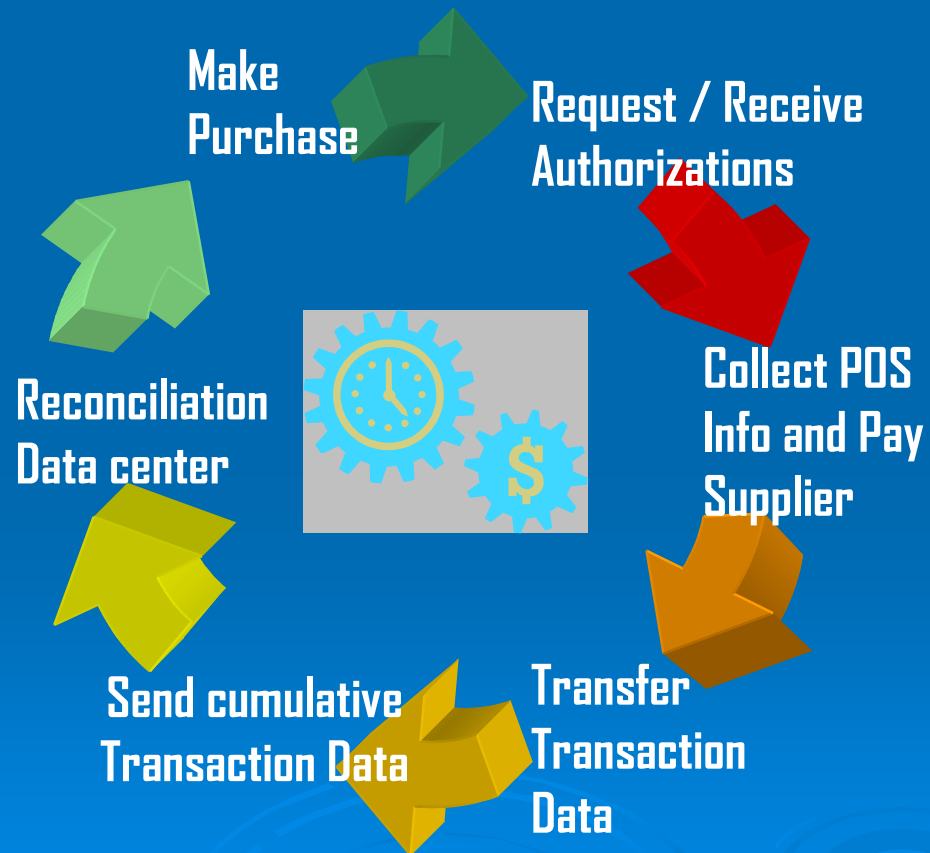 Make
Purchase
Request / Receive
Authorizations
Collect POS
Info and Pay
Supplier
Transfer
Transaction
Data
Send cumulative
Transaction Data
Reconciliation
Data center
$